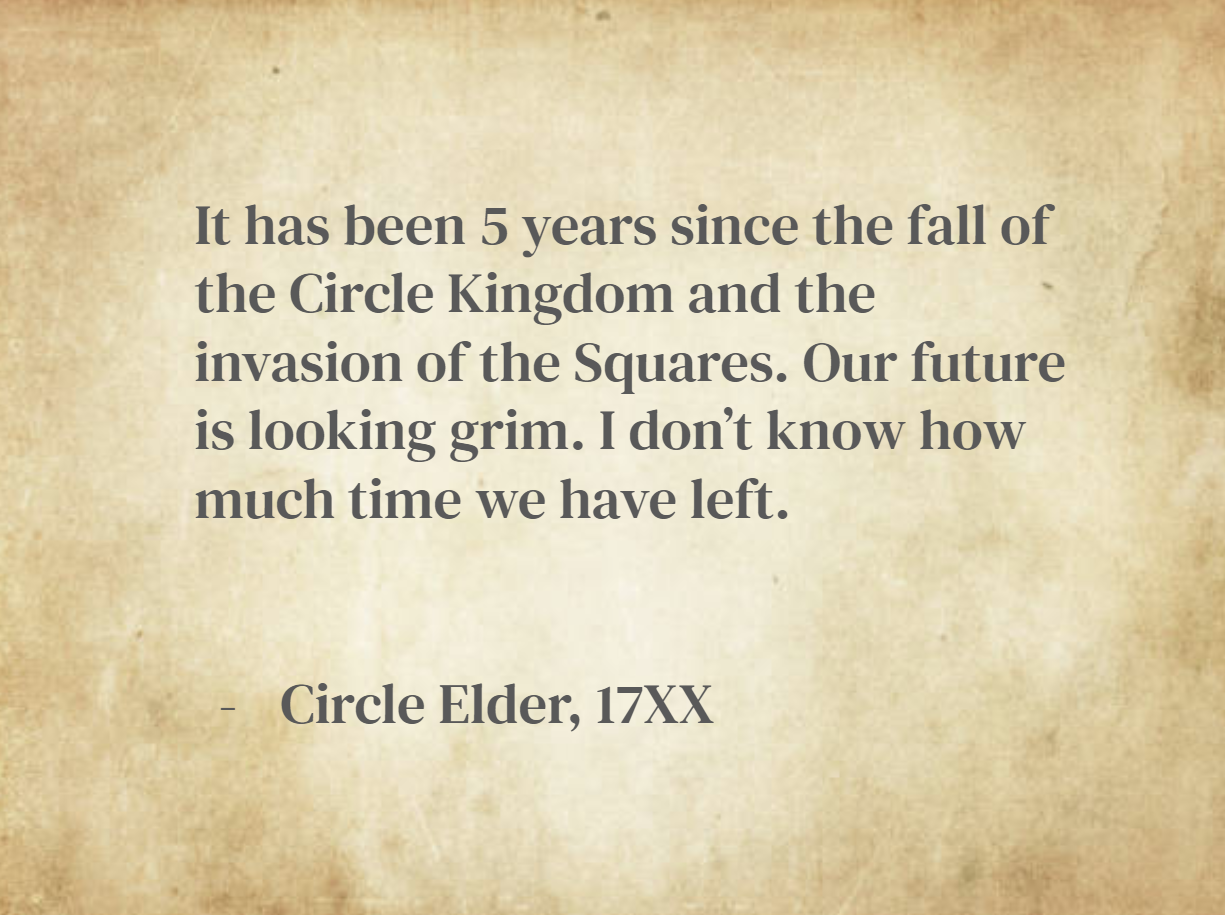 It has been 5 years since the fall of
the Circle Kingdom and the
invasion of the Squares. Our future
is looking grim. I don’t know how
much time we have left.
- Circle Elder, 17XX